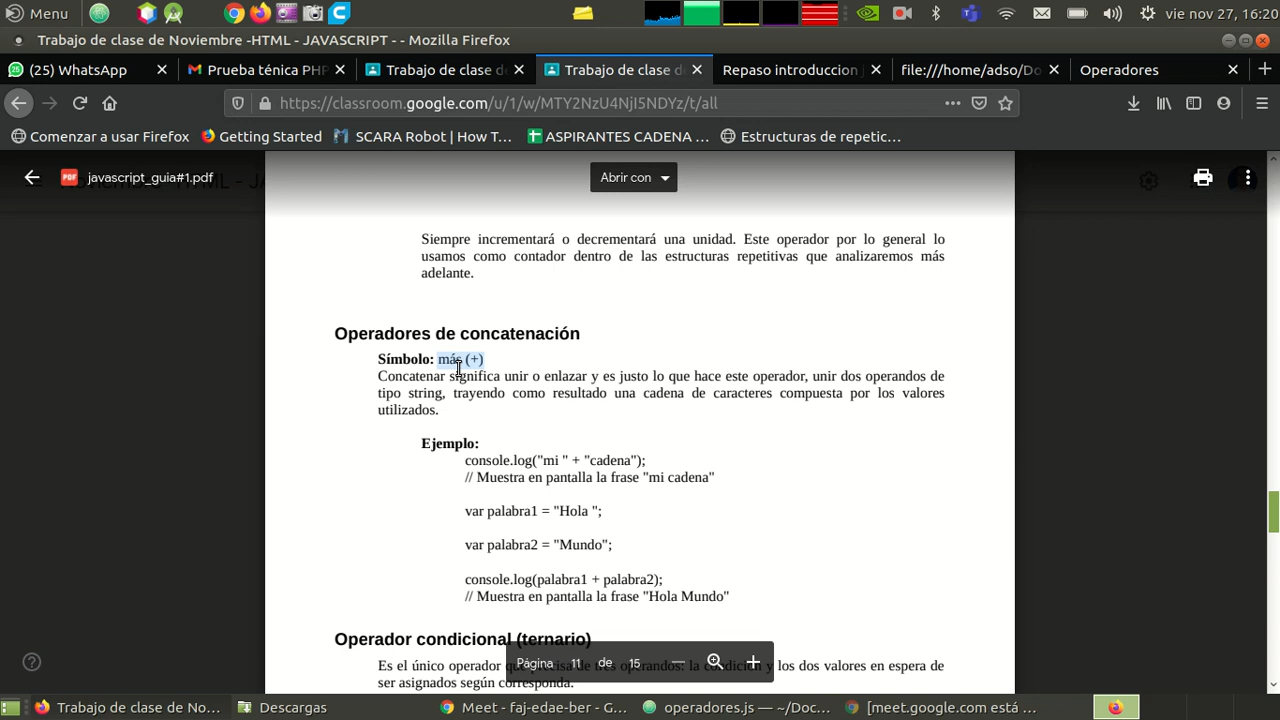 Menu
vie nov 27, 16:20
Trabajo de clase de Noviembre -HTML - JAVASCRIPT - - Mozilla Firefox
(25) WhatsApp
Prueba ténica PHP
Trabajo de clase d
Trabajo de clase de
Repaso introduccion
file:///home/adso/Do
Operadores
https://classroom.google.com/u/1/w/MTY2NzU4NjI5NDYz/t/all
Comenzar a usar Firefox
Getting Started
SCARA Robot | How T...
ASPIRANTES CADENA ...
Estructuras de repetic...
javascript_guia#1.pdf
Abrir con
Siempre incrementará o decrementará una unidad. Este operador por lo general lo
usamos como contador dentro de las estructuras repetitivas que analizaremos más
adelante.
Operadores de concatenación
Símbolo: más (+)
Concatenar significa unir o enlazar y es justo lo que hace este operador, unir dos operandos de
tipo string, trayendo como resultado una cadena de caracteres compuesta por los valores
utilizados.
Ejemplo:
console.log("mi " + "cadena");
// Muestra en pantalla la frase "mi cadena"
var palabra1 = "Hola ";
var palabra2 = "Mundo";
console.log(palabra1 + palabra2);
// Muestra en pantalla la frase "Hola Mundo"
Operador condicional (ternario)
Es el único operador que precisa de tres operandos: la condición y los dos valores en espera de
ser asignados según corresponda.
Página 11 de 15
Trabajo de clase de No...
Descargas
Meet - faj-edae-ber - G...
operadores.js — ~/Doc...
[meet.google.com está ...